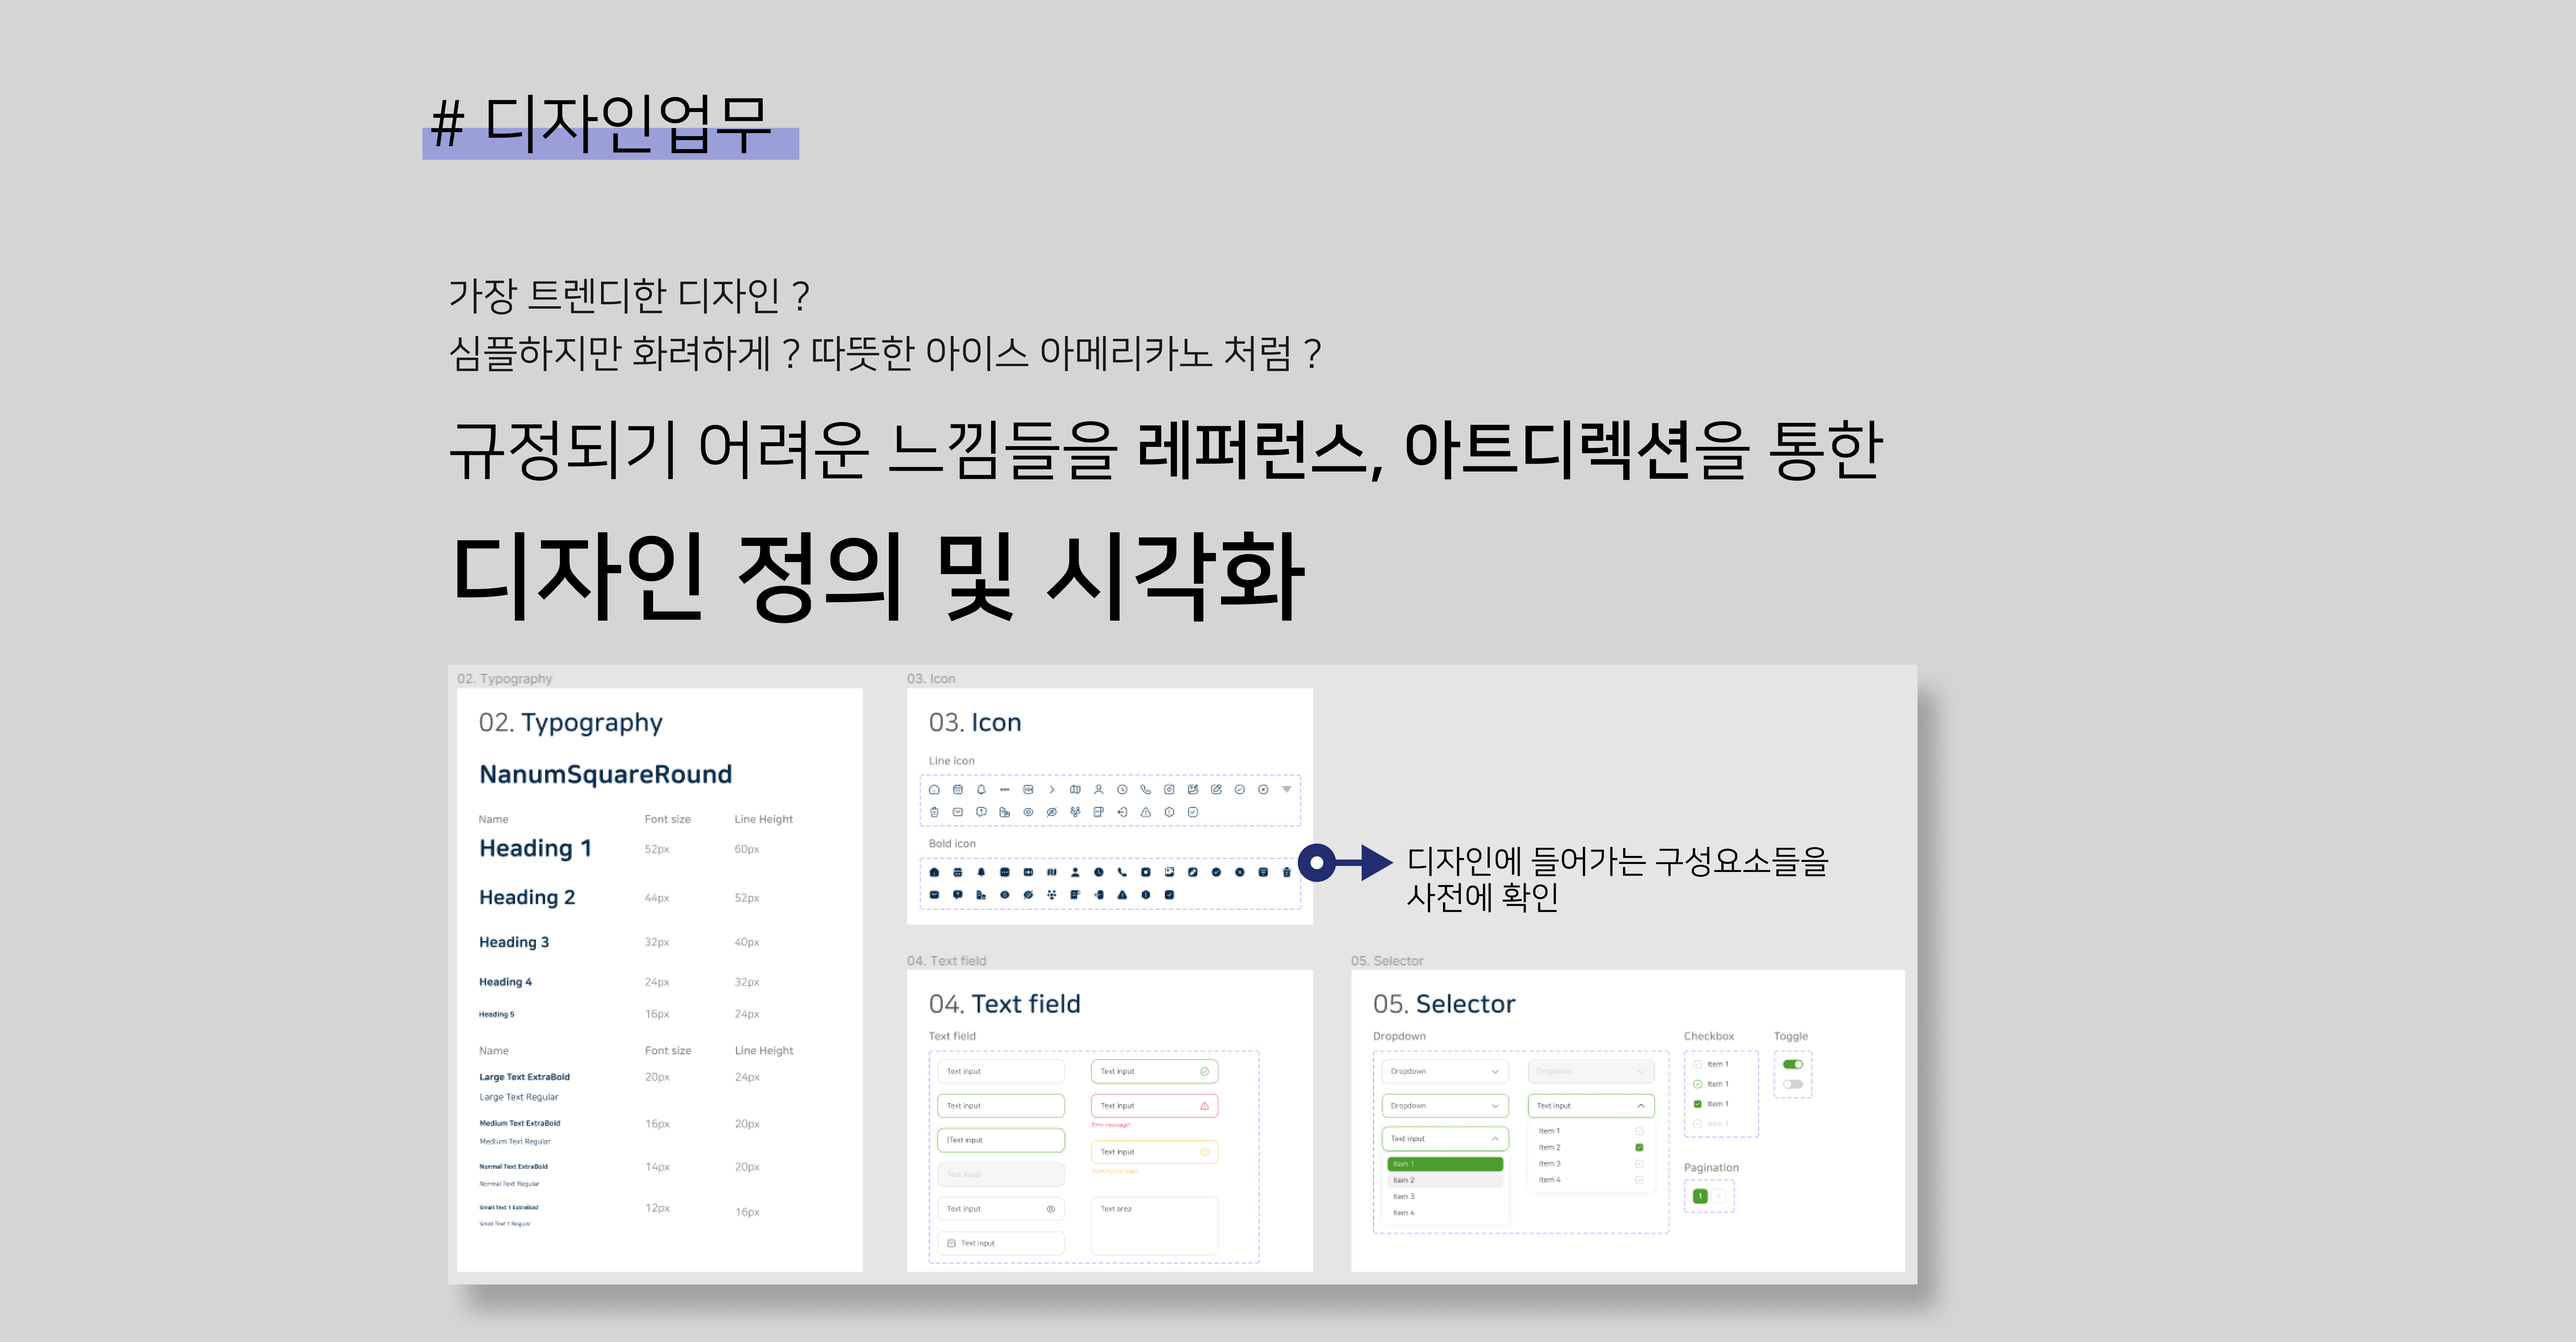 # 디자인업무
가장 트렌디한 디자인 ?
심플하지만 화려하게 ? 따뜻한 아이스 아메리카노 처럼 ?
규정되기 어려운 느낌들을 레퍼런스, 아트디렉션을 통한
디자인 정의 및 시각화
02. Typography
02. Typography
NanumSquareRound
Name Font size Line Height
Heading 1 52px 60px
Heading 2 44px 52px
Heading 3 32px 40px
Heading 4 24px 32px
Heading 5 16px 24px
Name Font size Line Height
Large Text ExtraBold 20px 24px
Large Text Regular
Medium Text ExtraBold 16px 20px
Medium Text Regular
Normal Text ExtraBold 14px 20px
Normal Text Regular
Small Text 1 ExtraBold 12px 16px
Small Text 1 Regular
03. Icon
03. Icon
Line icon
Bold icon
디자인에 들어가는 구성요소들을
사전에 확인
04. Text field
04. Text field
Text field
Text input
Text input
Text input
Text input
Text input
Text input
Text input
Text input
Error message!
Text input
Warning message!
Text area
05. Selector
05. Selector
Dropdown
Dropdown
Dropdown
Text input
Item 1
Item 2
Item 3
Item 4
Dropdown
Text input
Item 1
Item 2
Item 3
Item 4
Checkbox
Item 1
Item 1
Item 1
Item 1
Toggle
Pagination
1